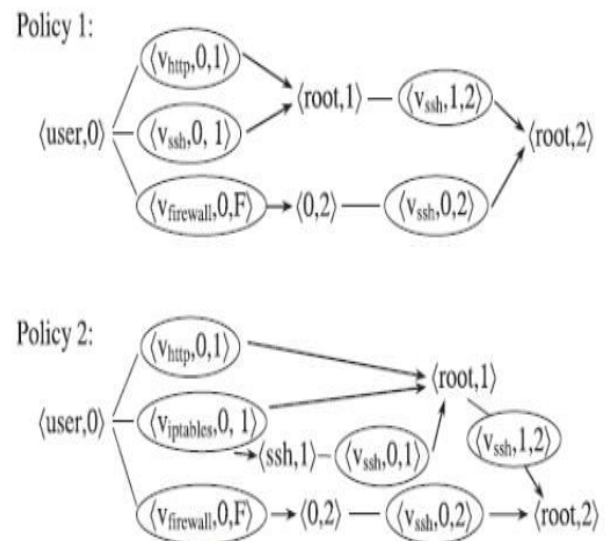 Policy 1:
⟨v_http,0,1⟩
⟨root,1⟩ ⟨v_ssh,1,2⟩
⟨user,0⟩ ⟨v_ssh,0, 1⟩ ⟨root,2⟩
⟨v_firewall,0,F⟩ ⟨0,2⟩ ⟨v_ssh,0,2⟩
Policy 2:
⟨v_http,0,1⟩
⟨root,1⟩
⟨user,0⟩ ⟨v_iptables,0, 1⟩
⟨v_ssh,1,2⟩
⟨ssh,1⟩ ⟨v_ssh,0,1⟩
⟨v_firewall,0,F⟩ ⟨0,2⟩ ⟨v_ssh,0,2⟩ ⟨root,2⟩